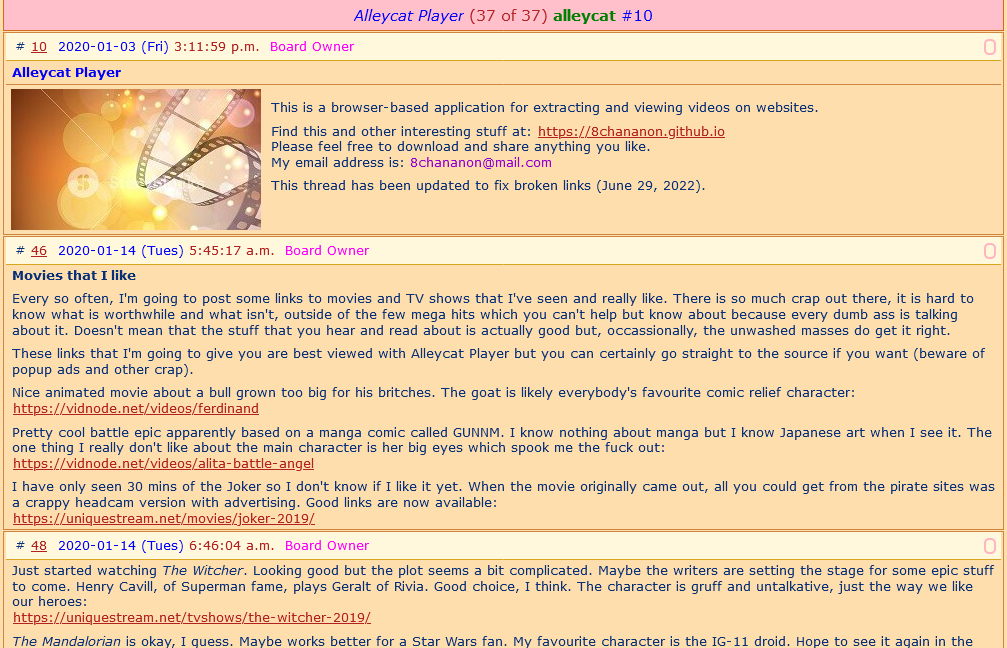 Alleycat Player (37 of 37) alleycat #10
# 10 2020-01-03 (Fri) 3:11:59 p.m. Board Owner
Alleycat Player
This is a browser-based application for extracting and viewing videos on websites.
Find this and other interesting stuff at: https://8chananon.github.io
Please feel free to download and share anything you like.
My email address is: 8chananon@mail.com
This thread has been updated to fix broken links (June 29, 2022).
# 46 2020-01-14 (Tues) 5:45:17 a.m. Board Owner
Movies that I like
Every so often, I'm going to post some links to movies and TV shows that I've seen and really like. There is so much crap out there, it is hard to
know what is worthwhile and what isn't, outside of the few mega hits which you can't help but know about because every dumb ass is talking
about it. Doesn't mean that the stuff that you hear and read about is actually good but, occassionally, the unwashed masses do get it right.
These links that I'm going to give you are best viewed with Alleycat Player but you can certainly go straight to the source if you want (beware of
popup ads and other crap).
Nice animated movie about a bull grown too big for his britches. The goat is likely everybody's favourite comic relief character:
https://vidnode.net/videos/ferdinand
Pretty cool battle epic apparently based on a manga comic called GUNNM. I know nothing about manga but I know Japanese art when I see it. The
one thing I really don't like about the main character is her big eyes which spook me the fuck out:
https://vidnode.net/videos/alita-battle-angel
I have only seen 30 mins of the Joker so I don't know if I like it yet. When the movie originally came out, all you could get from the pirate sites was
a crappy headcam version with advertising. Good links are now available:
https://uniquestream.net/movies/joker-2019/
# 48 2020-01-14 (Tues) 6:46:04 a.m. Board Owner
Just started watching The Witcher. Looking good but the plot seems a bit complicated. Maybe the writers are setting the stage for some epic stuff
to come. Henry Cavill, of Superman fame, plays Geralt of Rivia. Good choice, I think. The character is gruff and untalkative, just the way we like
our heroes:
https://uniquestream.net/tvshows/the-witcher-2019/
The Mandalorian is okay, I guess. Maybe works better for a Star Wars fan. My favourite character is the IG-11 droid. Hope to see it again in the